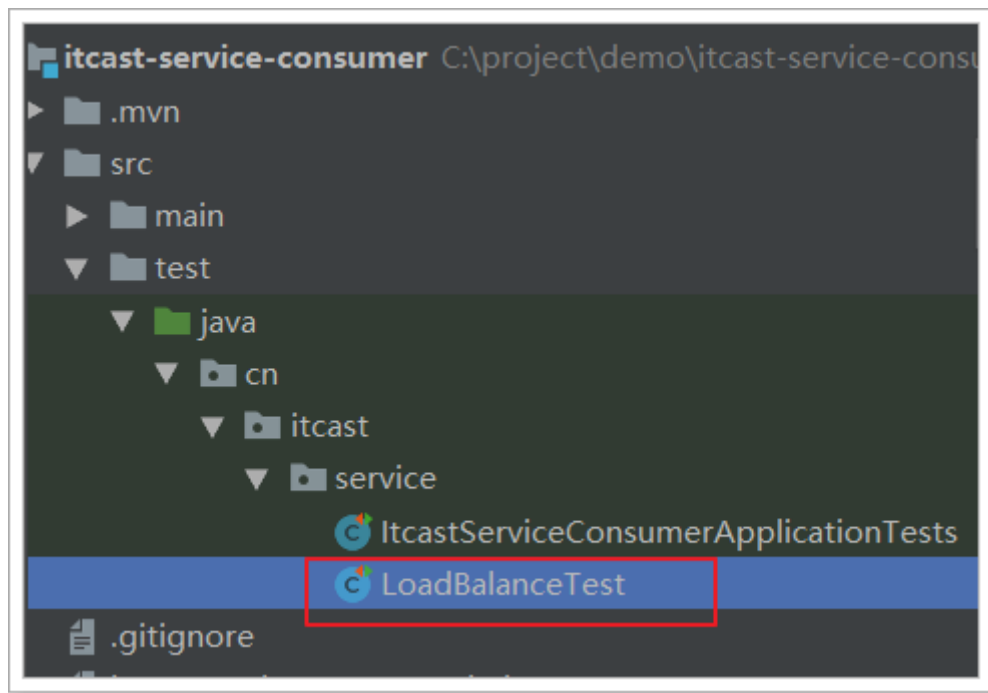 itcast-service-consumer C:\project\demo\itcast-service-consu
.mvn
src
main
test
java
cn
itcast
service
ItcastServiceConsumerApplicationTests
LoadBalanceTest
.gitignore